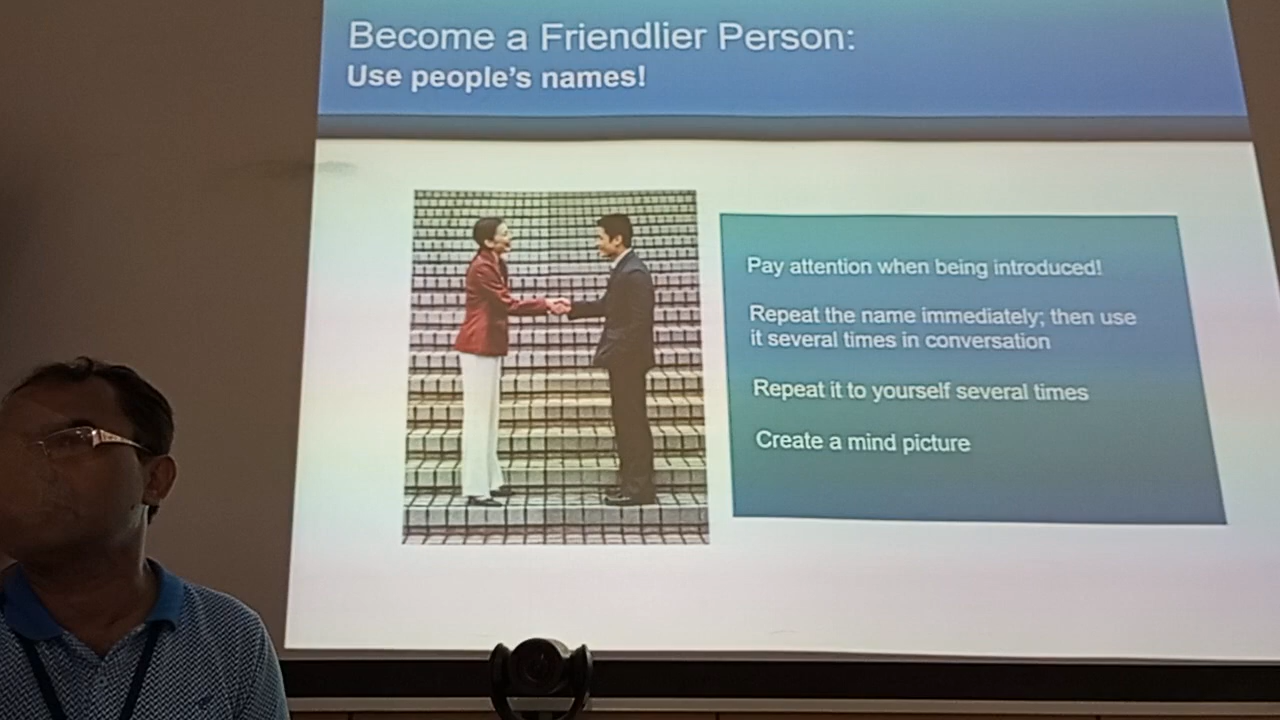 Become a Friendlier Person:
Use people's names!
Pay attention when being introduced!
Repeat the name immediately; then use
it several times in conversation
Repeat it to yourself several times
Create a mind picture